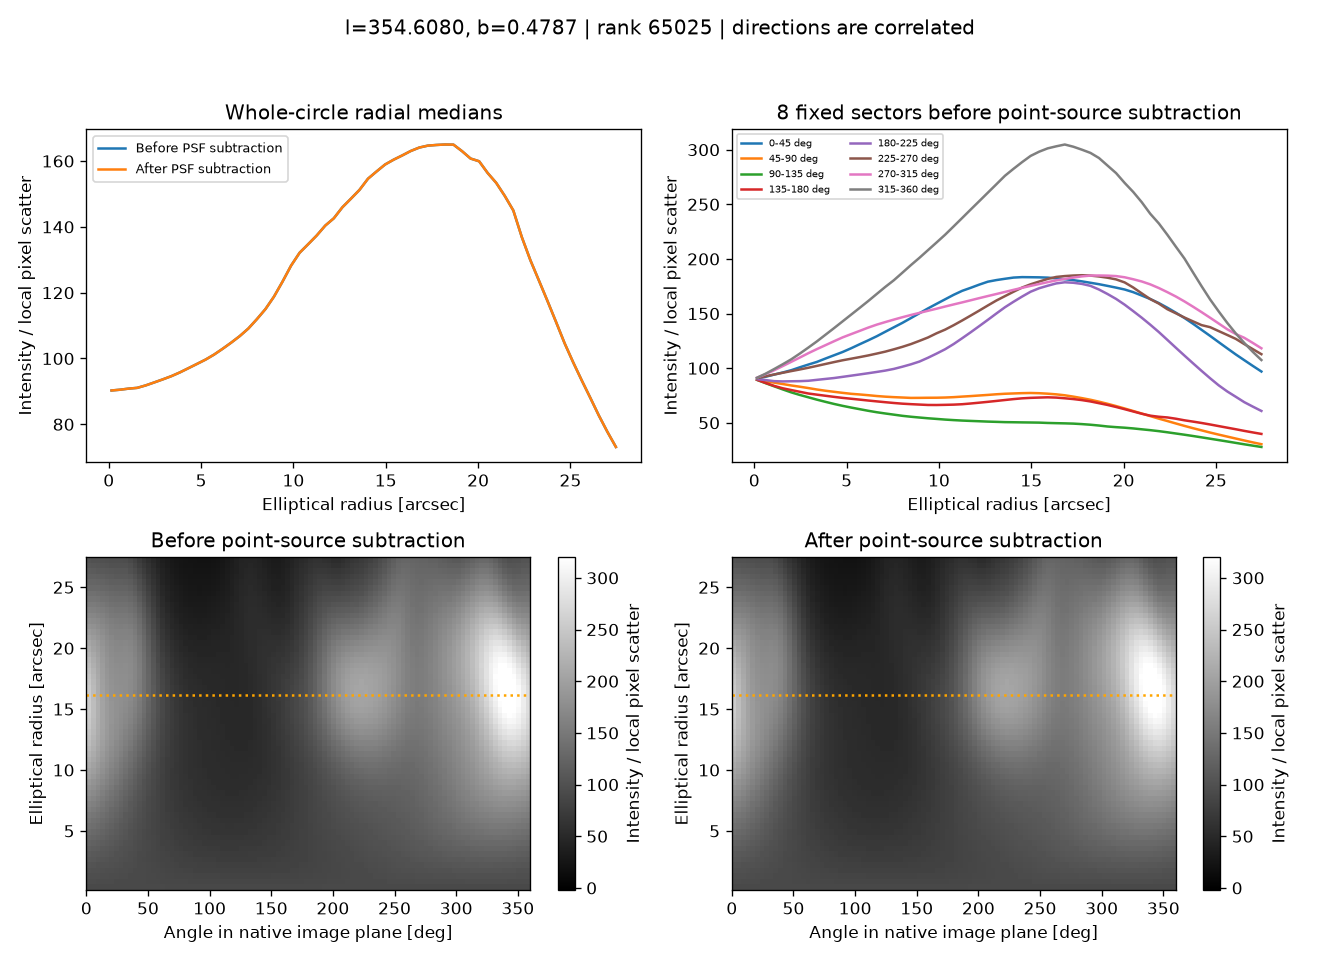 l=354.6080, b=0.4787 | rank 65025 | directions are correlated
Whole-circle radial medians
Before PSF subtraction
After PSF subtraction
Intensity / local pixel scatter
160
140
120
100
80
0 5 10 15 20 25
Elliptical radius [arcsec]
8 fixed sectors before point-source subtraction
0-45 deg
45-90 deg
90-135 deg
135-180 deg
180-225 deg
225-270 deg
270-315 deg
315-360 deg
Intensity / local pixel scatter
300
250
200
150
100
50
0 5 10 15 20 25
Elliptical radius [arcsec]
Before point-source subtraction
Elliptical radius [arcsec]
25
20
15
10
5
0 50 100 150 200 250 300 350
Angle in native image plane [deg]
300
250
200
150
100
50
0
Intensity / local pixel scatter
After point-source subtraction
Elliptical radius [arcsec]
25
20
15
10
5
0 50 100 150 200 250 300 350
Angle in native image plane [deg]
300
250
200
150
100
50
0
Intensity / local pixel scatter